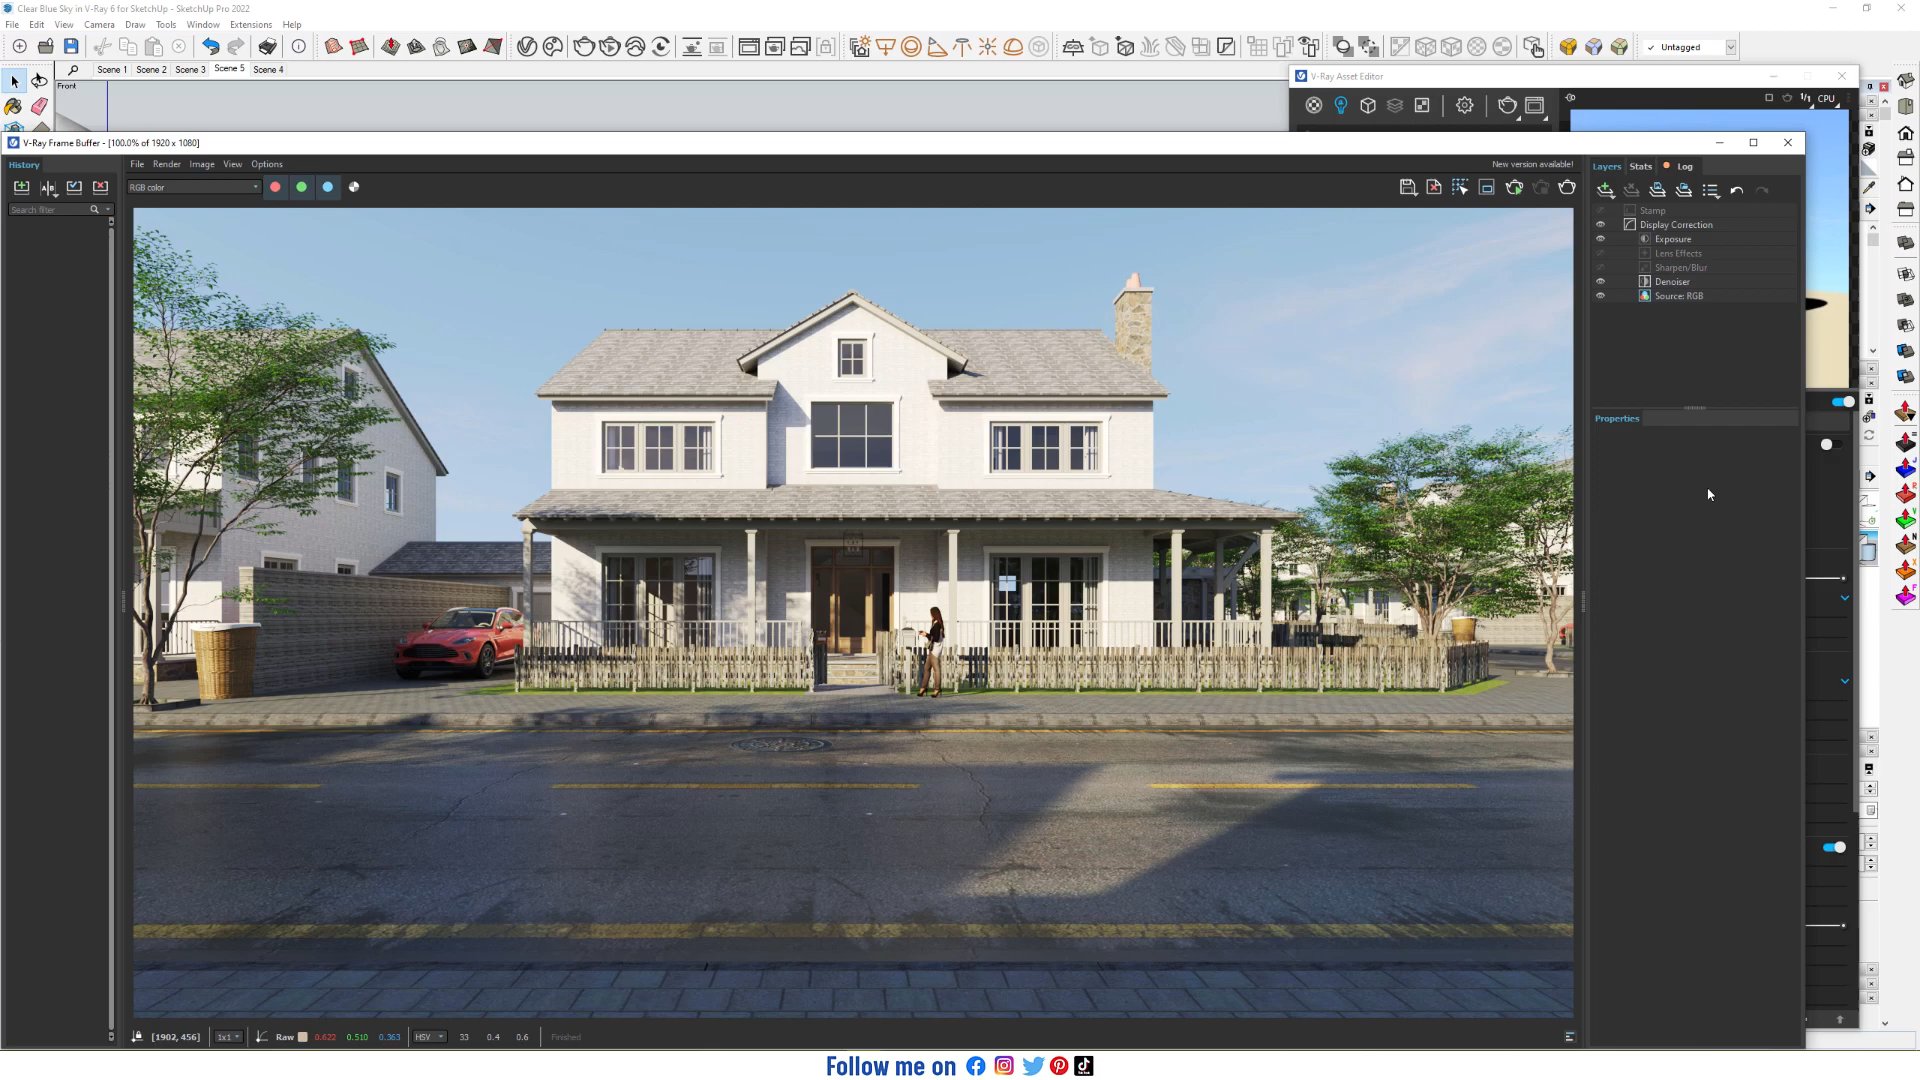 Clear Blue Sky in V-Ray 6 for SketchUp - SketchUp Pro 2022
File Edit View Camera Draw Tools Window Extensions Help
Untagged
Scene 1 Scene 2 Scene 3 Scene 5 Scene 4
Front
V-Ray Asset Editor
1/1 CPU
V-Ray Frame Buffer - [100.0% of 1920 x 1080]
History
File Render Image View Options
New version available!
Layers Stats Log
RGB color
Search filter
Stamp
Display Correction
Exposure
Lens Effects
Sharpen/Blur
Denoiser
Source: RGB
Properties
[1902, 456] 1x1 Raw 0.622 0.510 0.363 HSV 33 0.4 0.6 Finished
Follow me on